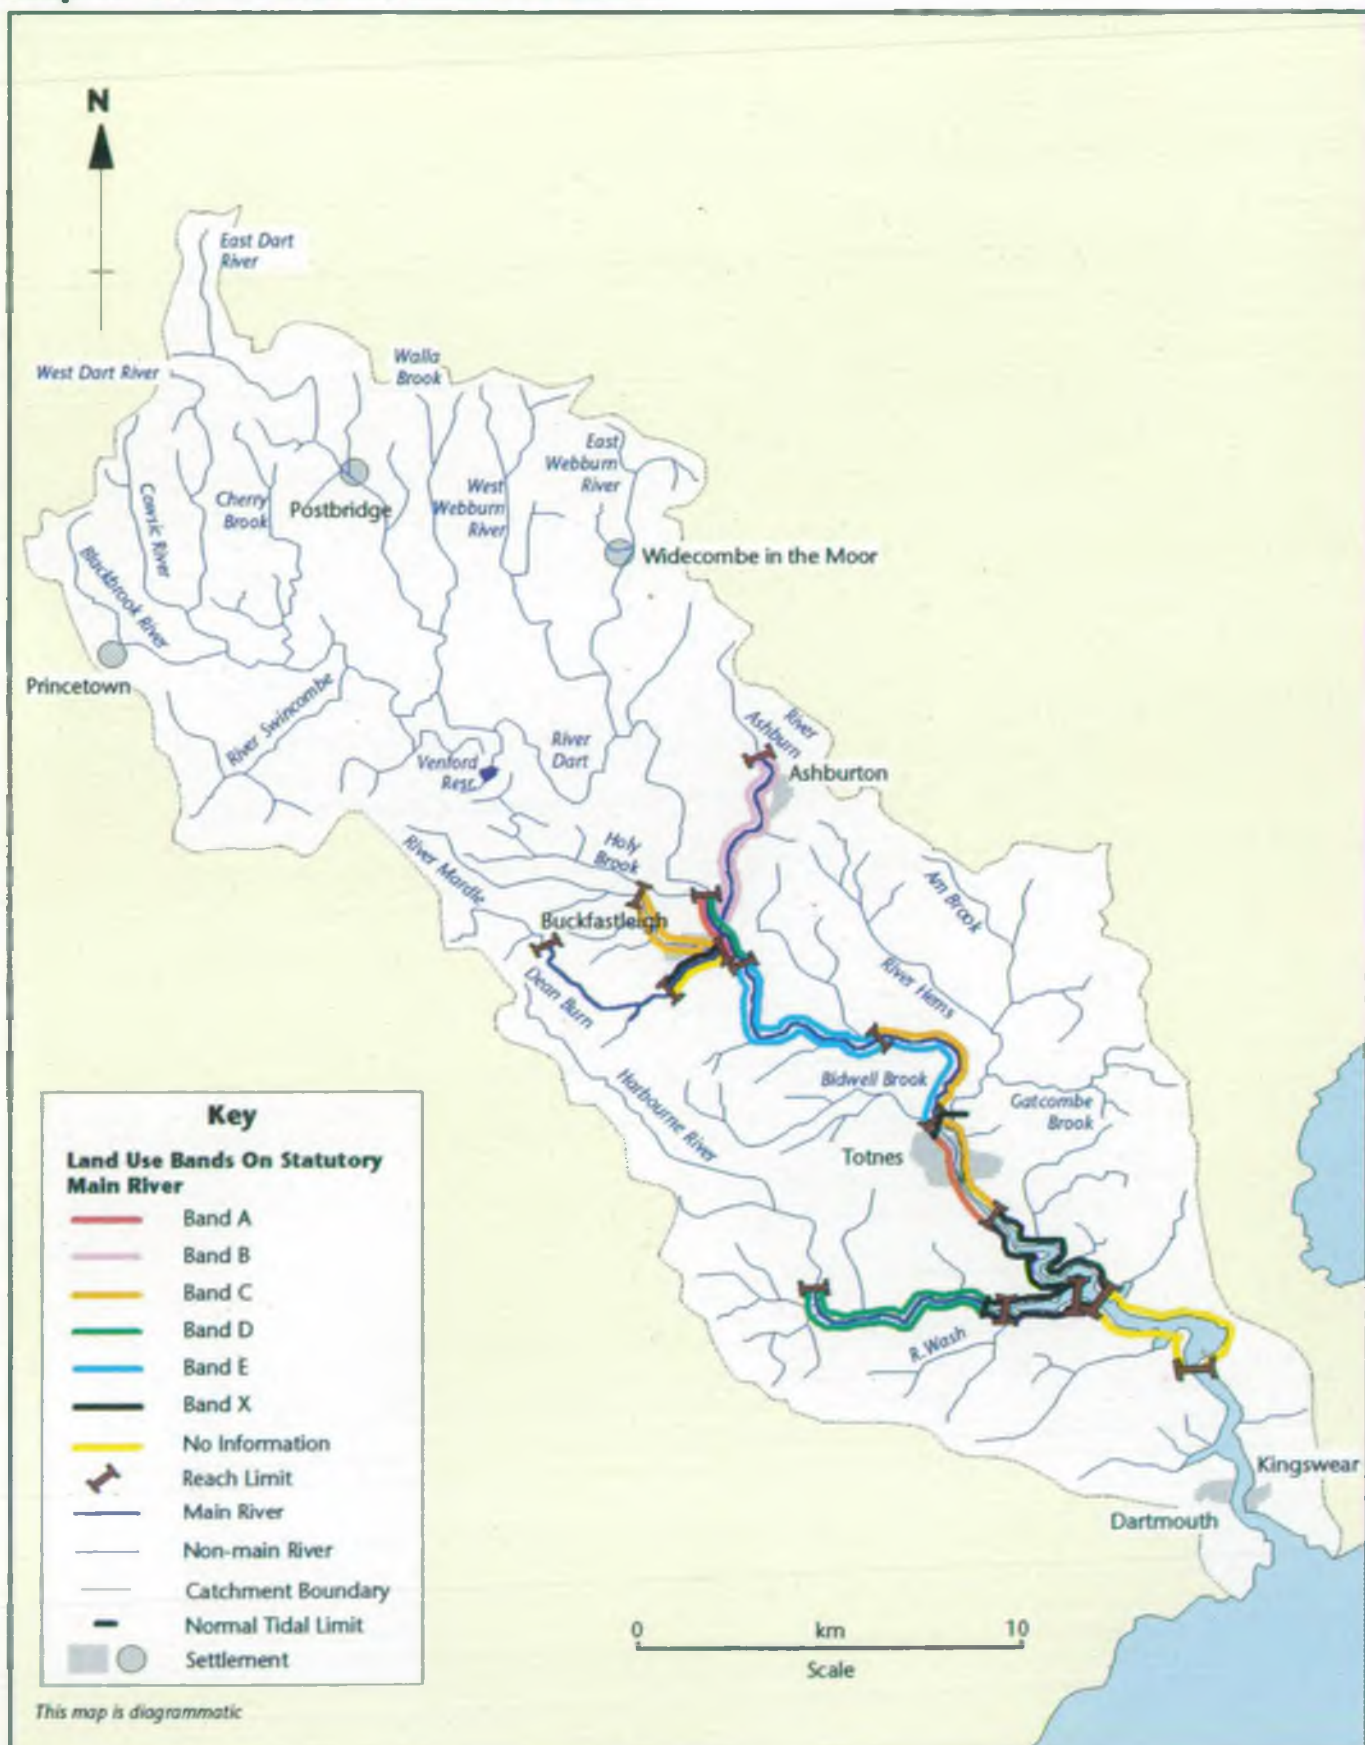 N
East Dart
River
West Dart River
Walla
Brook
East
Webburn
River
West
Webburn
River
Cherry
Brook
Cowsic River
Postbridge
Blackbrook River
Widecombe in the Moor
Princetown
River Swincombe
River
Ashburn
River
Dart
Venford
Resr.
Ashburton
Holy
Brook
River Mardle
Am Brook
Buckfastleigh
Dean Burn
River Hems
Harbourne River
Bidwell Brook
Gatcombe
Brook
Totnes
R. Wash
Kingswear
Dartmouth
Key
Land Use Bands On Statutory
Main River
Band A
Band B
Band C
Band D
Band E
Band X
No Information
Reach Limit
Main River
Non-main River
Catchment Boundary
Normal Tidal Limit
Settlement
0 km 10
Scale
This map is diagrammatic